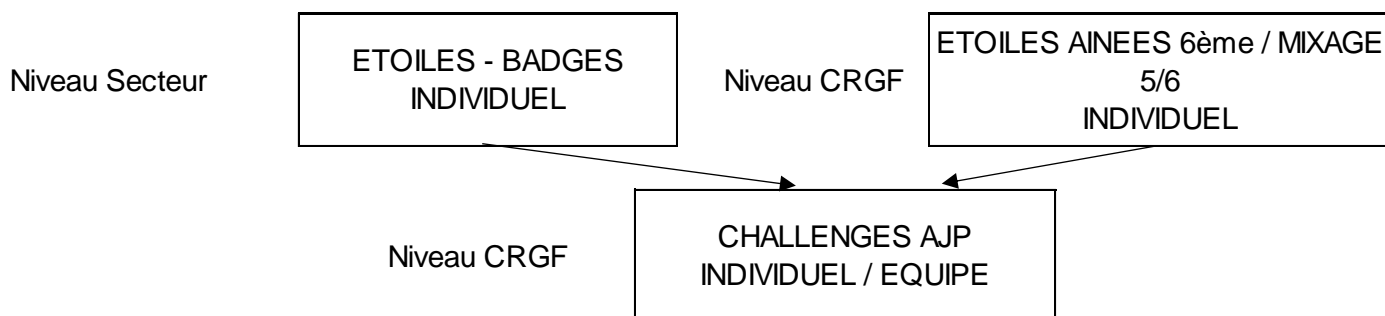 Niveau Secteur
ETOILES - BADGES
INDIVIDUEL
Niveau CRGF
ETOILES AINEES 6ème / MIXAGE
5/6
INDIVIDUEL
Niveau CRGF
CHALLENGES AJP
INDIVIDUEL / EQUIPE